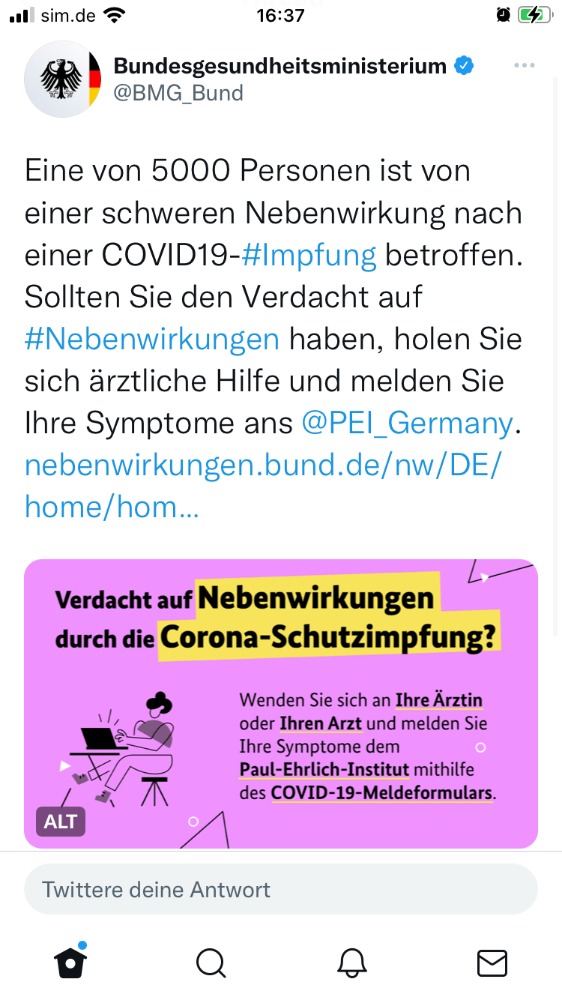 sim.de
16:37
Bundesgesundheitsministerium
@BMG_Bund
Eine von 5000 Personen ist von
einer schweren Nebenwirkung nach
einer COVID19-#Impfung betroffen.
Sollten Sie den Verdacht auf
#Nebenwirkungen haben, holen Sie
sich ärztliche Hilfe und melden Sie
Ihre Symptome ans @PEI_Germany.
nebenwirkungen.bund.de/nw/DE/
home/hom...
Verdacht auf Nebenwirkungen
durch die Corona-Schutzimpfung?
Wenden Sie sich an Ihre Ärztin
oder Ihren Arzt und melden Sie
Ihre Symptome dem
Paul-Ehrlich-Institut mithilfe
des COVID-19-Meldeformulars.
ALT
Twittere deine Antwort